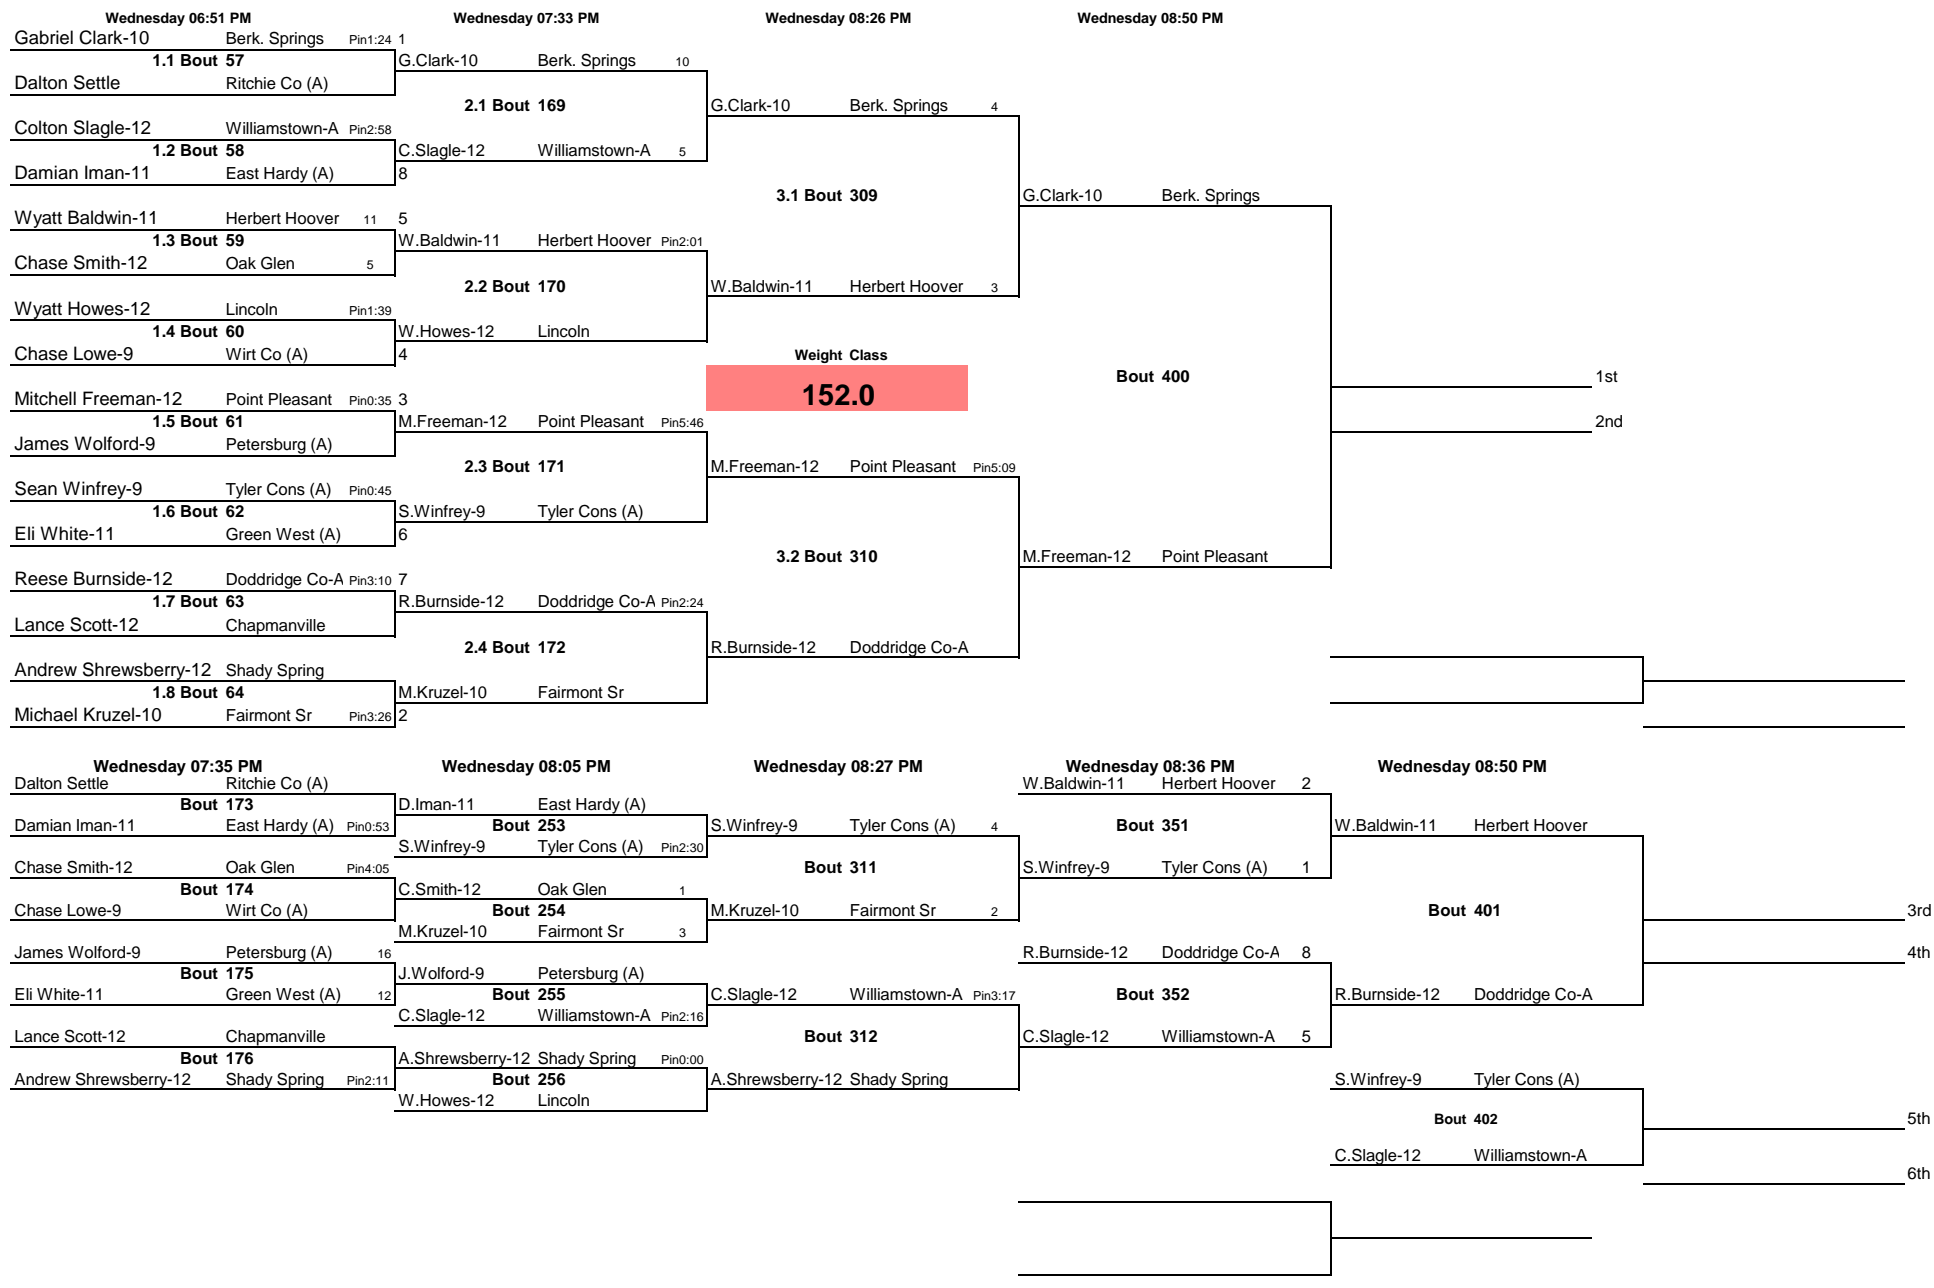 Wednesday 06:51 PM Wednesday 07:33 PM Wednesday 08:26 PM Wednesday 08:50 PM
Gabriel Clark-10 Berk. Springs Pin1:24 1
1.1 Bout 57 G.Clark-10 Berk. Springs 10
Dalton Settle Ritchie Co (A)
2.1 Bout 169 G.Clark-10 Berk. Springs 4
Colton Slagle-12 Williamstown-A Pin2:58
1.2 Bout 58 C.Slagle-12 Williamstown-A 5
Damian Iman-11 East Hardy (A) 8
3.1 Bout 309 G.Clark-10 Berk. Springs
Wyatt Baldwin-11 Herbert Hoover 11 5
1.3 Bout 59 W.Baldwin-11 Herbert Hoover Pin2:01
Chase Smith-12 Oak Glen 5
2.2 Bout 170 W.Baldwin-11 Herbert Hoover 3
Wyatt Howes-12 Lincoln Pin1:39
1.4 Bout 60 W.Howes-12 Lincoln
Chase Lowe-9 Wirt Co (A) 4 Weight Class
Bout 400 1st
Mitchell Freeman-12 Point Pleasant Pin0:35 3 152.0
1.5 Bout 61 M.Freeman-12 Point Pleasant Pin5:46 2nd
James Wolford-9 Petersburg (A)
2.3 Bout 171 M.Freeman-12 Point Pleasant Pin5:09
Sean Winfrey-9 Tyler Cons (A) Pin0:45
1.6 Bout 62 S.Winfrey-9 Tyler Cons (A)
Eli White-11 Green West (A) 6
3.2 Bout 310 M.Freeman-12 Point Pleasant
Reese Burnside-12 Doddridge Co-A Pin3:10 7
1.7 Bout 63 R.Burnside-12 Doddridge Co-A Pin2:24
Lance Scott-12 Chapmanville
2.4 Bout 172 R.Burnside-12 Doddridge Co-A
Andrew Shrewsberry-12 Shady Spring
1.8 Bout 64 M.Kruzel-10 Fairmont Sr
Michael Kruzel-10 Fairmont Sr Pin3:26 2
Wednesday 07:35 PM Wednesday 08:05 PM Wednesday 08:27 PM Wednesday 08:36 PM Wednesday 08:50 PM
Dalton Settle Ritchie Co (A) W.Baldwin-11 Herbert Hoover 2
Bout 173 D.Iman-11 East Hardy (A)
Damian Iman-11 East Hardy (A) Pin0:53 Bout 253 S.Winfrey-9 Tyler Cons (A) 4 Bout 351 W.Baldwin-11 Herbert Hoover
S.Winfrey-9 Tyler Cons (A) Pin2:30
Chase Smith-12 Oak Glen Pin4:05 Bout 311 S.Winfrey-9 Tyler Cons (A) 1
Bout 174 C.Smith-12 Oak Glen 1
Chase Lowe-9 Wirt Co (A) Bout 254 M.Kruzel-10 Fairmont Sr 2 Bout 401 3rd
M.Kruzel-10 Fairmont Sr 3
James Wolford-9 Petersburg (A) 16 R.Burnside-12 Doddridge Co-A 8 4th
Bout 175 J.Wolford-9 Petersburg (A)
Eli White-11 Green West (A) 12 Bout 255 C.Slagle-12 Williamstown-A Pin3:17 Bout 352 R.Burnside-12 Doddridge Co-A
C.Slagle-12 Williamstown-A Pin2:16
Lance Scott-12 Chapmanville Bout 312 C.Slagle-12 Williamstown-A 5
Bout 176 A.Shrewsberry-12 Shady Spring Pin0:00
Andrew Shrewsberry-12 Shady Spring Pin2:11 Bout 256 A.Shrewsberry-12 Shady Spring S.Winfrey-9 Tyler Cons (A)
W.Howes-12 Lincoln
Bout 402 5th
C.Slagle-12 Williamstown-A
6th